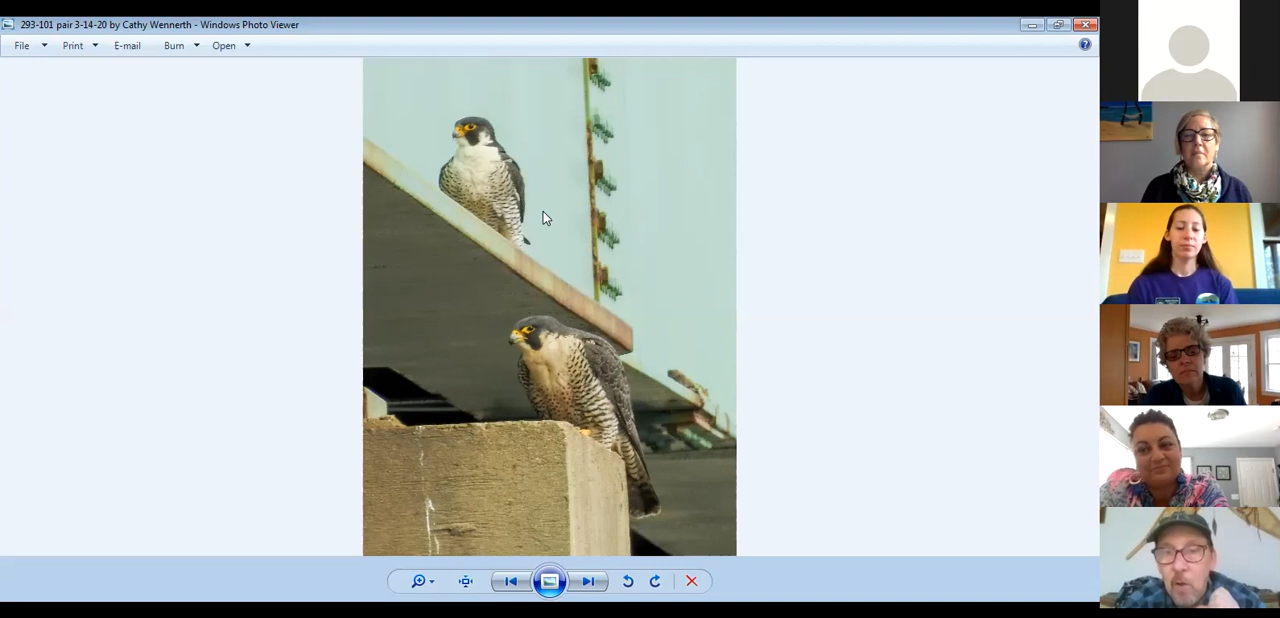 293-101 pair 3-14-20 by Cathy Wennerth - Windows Photo Viewer
File Print E-mail Burn Open